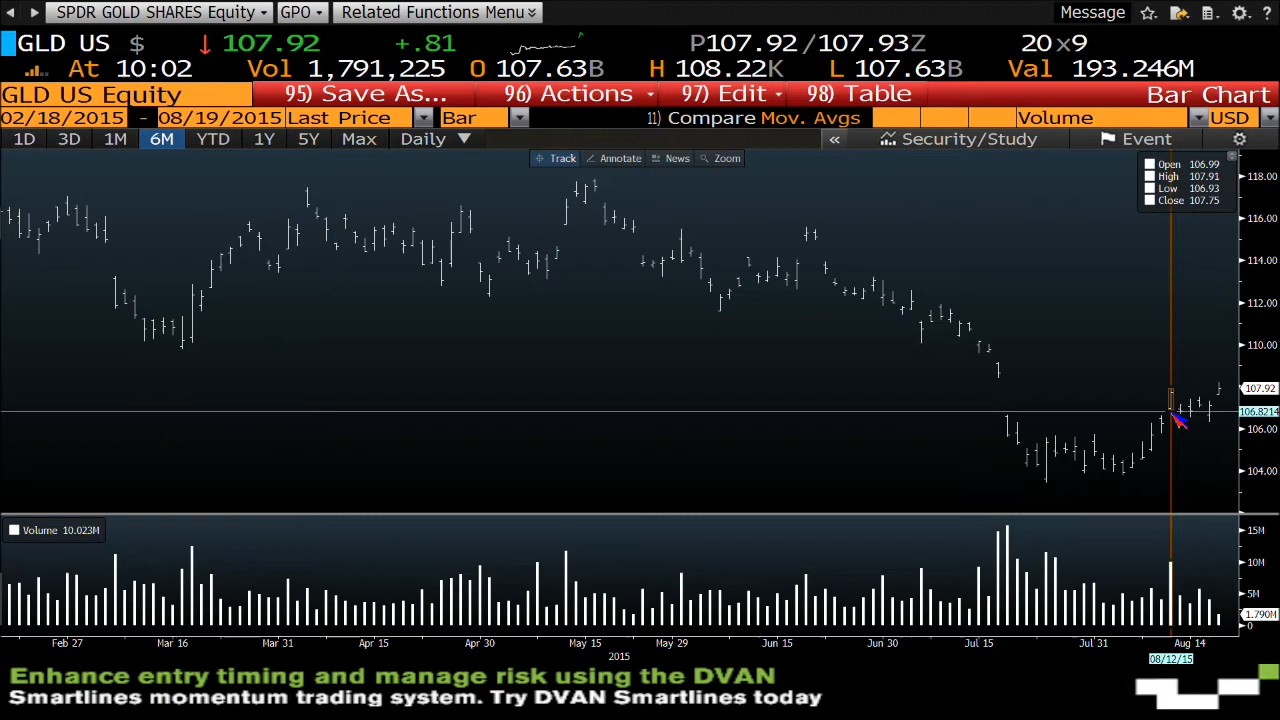 SPDR GOLD SHARES Equity GPO Related Functions Menu Message ?
GLD US $ 107.92 +.81 P107.92 /107.93Z 20 x9
At 10:02 Vol 1,791,225 O 107.63B H 108.22K L 107.63B Val 193.246M
GLD US Equity 95) Save As... 96) Actions 97) Edit 98) Table Bar Chart
02/18/2015 - 08/19/2015 Last Price Bar 11) Compare Mov. Avgs Volume USD
1D 3D 1M 6M YTD 1Y 5Y Max Daily « Security/Study Event
Track Annotate News Zoom
Open 106.99
High 107.91
Low 106.93
Close 107.75
118.00
116.00
114.00
112.00
110.00
107.92
106.8214
106.00
104.00
Volume 10.023M
15M
10M
5M
1.790M
0
Feb 27 Mar 16 Mar 31 Apr 15 Apr 30 May 15 May 29 Jun 15 Jun 30 Jul 15 Jul 31 Aug 14
2015
08/12/15
Enhance entry timing and manage risk using the DVAN
Smartlines momentum trading system. Try DVAN Smartlines today